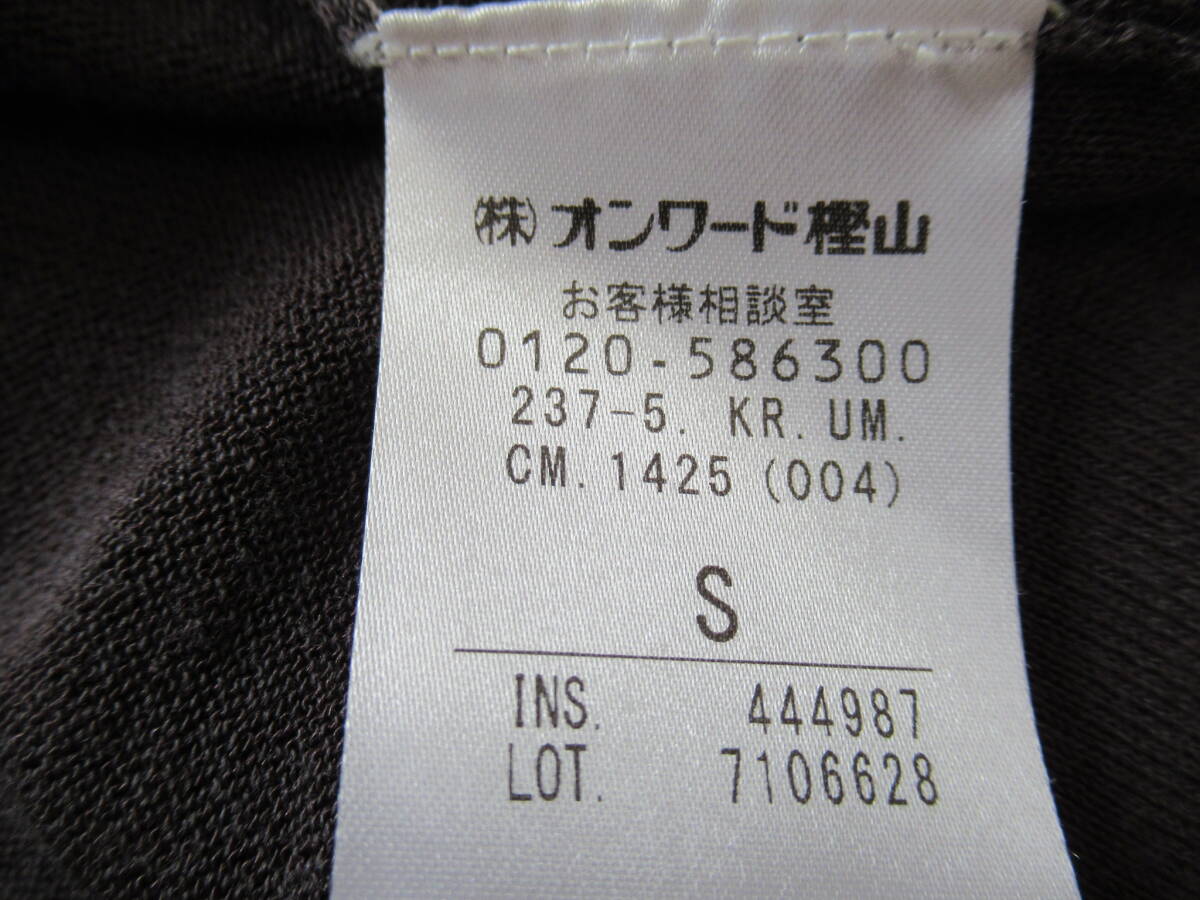 (株)オンワード樫山
お客様相談室
0120-586300
237-5. KR. UM.
CM. 1425 (004)
S
INS. 444987
LOT. 7106628